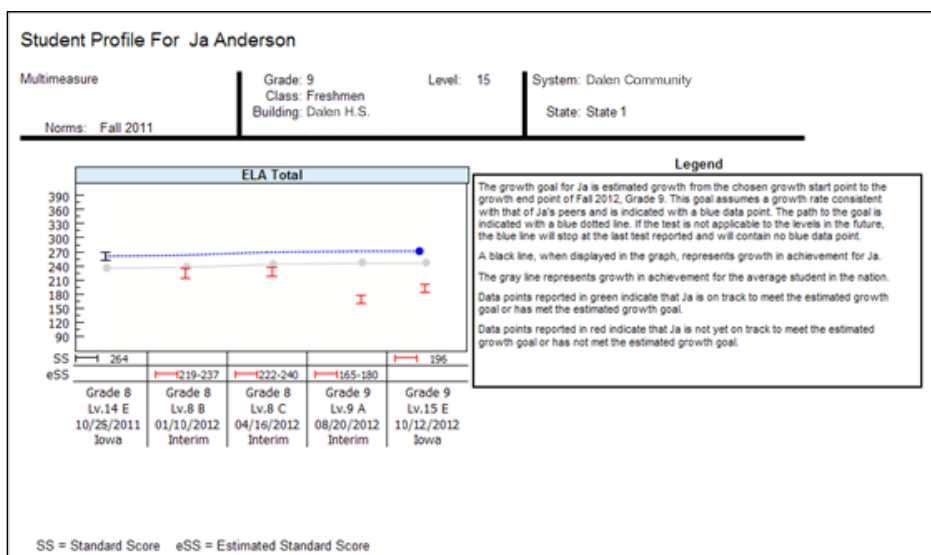 Student Profile For Ja Anderson
Multimeasure
Norms: Fall 2011
Grade: 9
Class: Freshmen
Building: Dalen H.S.
Level: 15
System: Dalen Community
State: State 1
ELA Total
390
360
330
300
270
240
210
180
150
120
90
SS 264 196
eSS 219-237 222-240 165-180
Grade 8 Grade 8 Grade 8 Grade 9 Grade 9
Lv.14 E Lv.8 B Lv.8 C Lv.9 A Lv.15 E
10/26/2011 01/10/2012 04/16/2012 08/20/2012 10/12/2012
Iowa Interim Interim Interim Iowa
Legend
The growth goal for Ja is estimated growth from the chosen growth start point to the
growth end point of Fall 2012, Grade 9. This goal assumes a growth rate consistent
with that of Ja's peers and is indicated with a blue data point. The path to the goal is
indicated with a blue dotted line. If the test is not applicable to the levels in the future,
the blue line will stop at the last test reported and will contain no blue data point.
A black line, when displayed in the graph, represents growth in achievement for Ja.
The gray line represents growth in achievement for the average student in the nation.
Data points reported in green indicate that Ja is on track to meet the estimated growth
goal or has met the estimated growth goal.
Data points reported in red indicate that Ja is not yet on track to meet the estimated
growth goal or has not met the estimated growth goal.
SS = Standard Score eSS = Estimated Standard Score